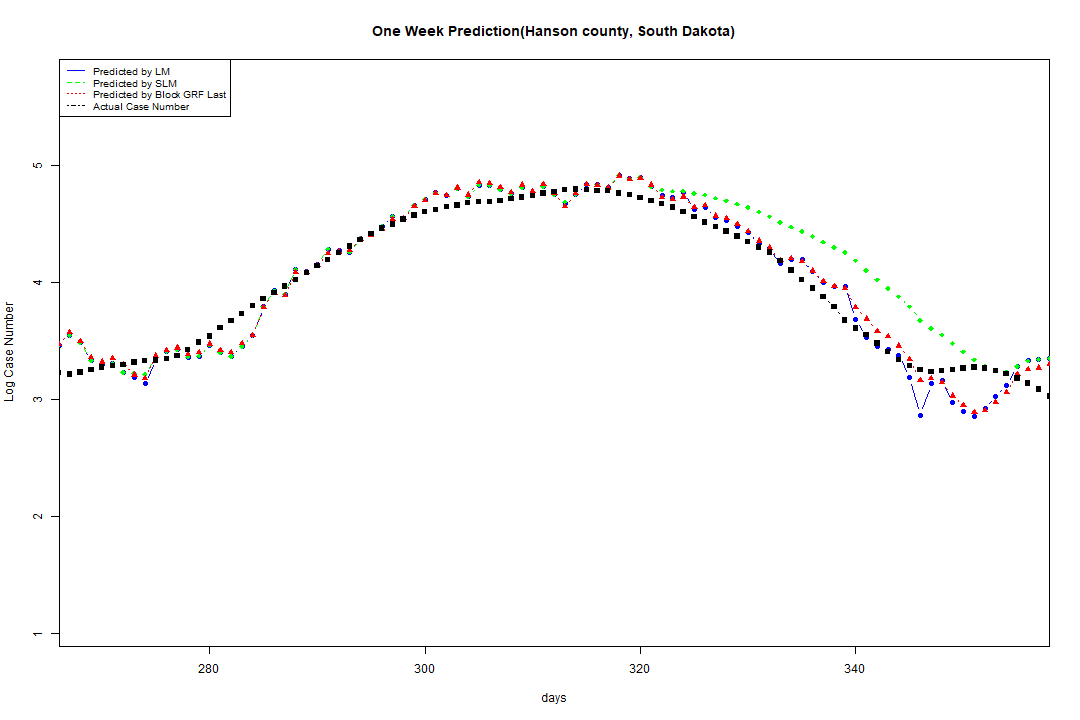 One Week Prediction(Hanson county, South Dakota)
Predicted by LM
Predicted by SLM
Predicted by Block GRF Last
Actual Case Number
5
4
3
2
1
Log Case Number
280 300 320 340
days